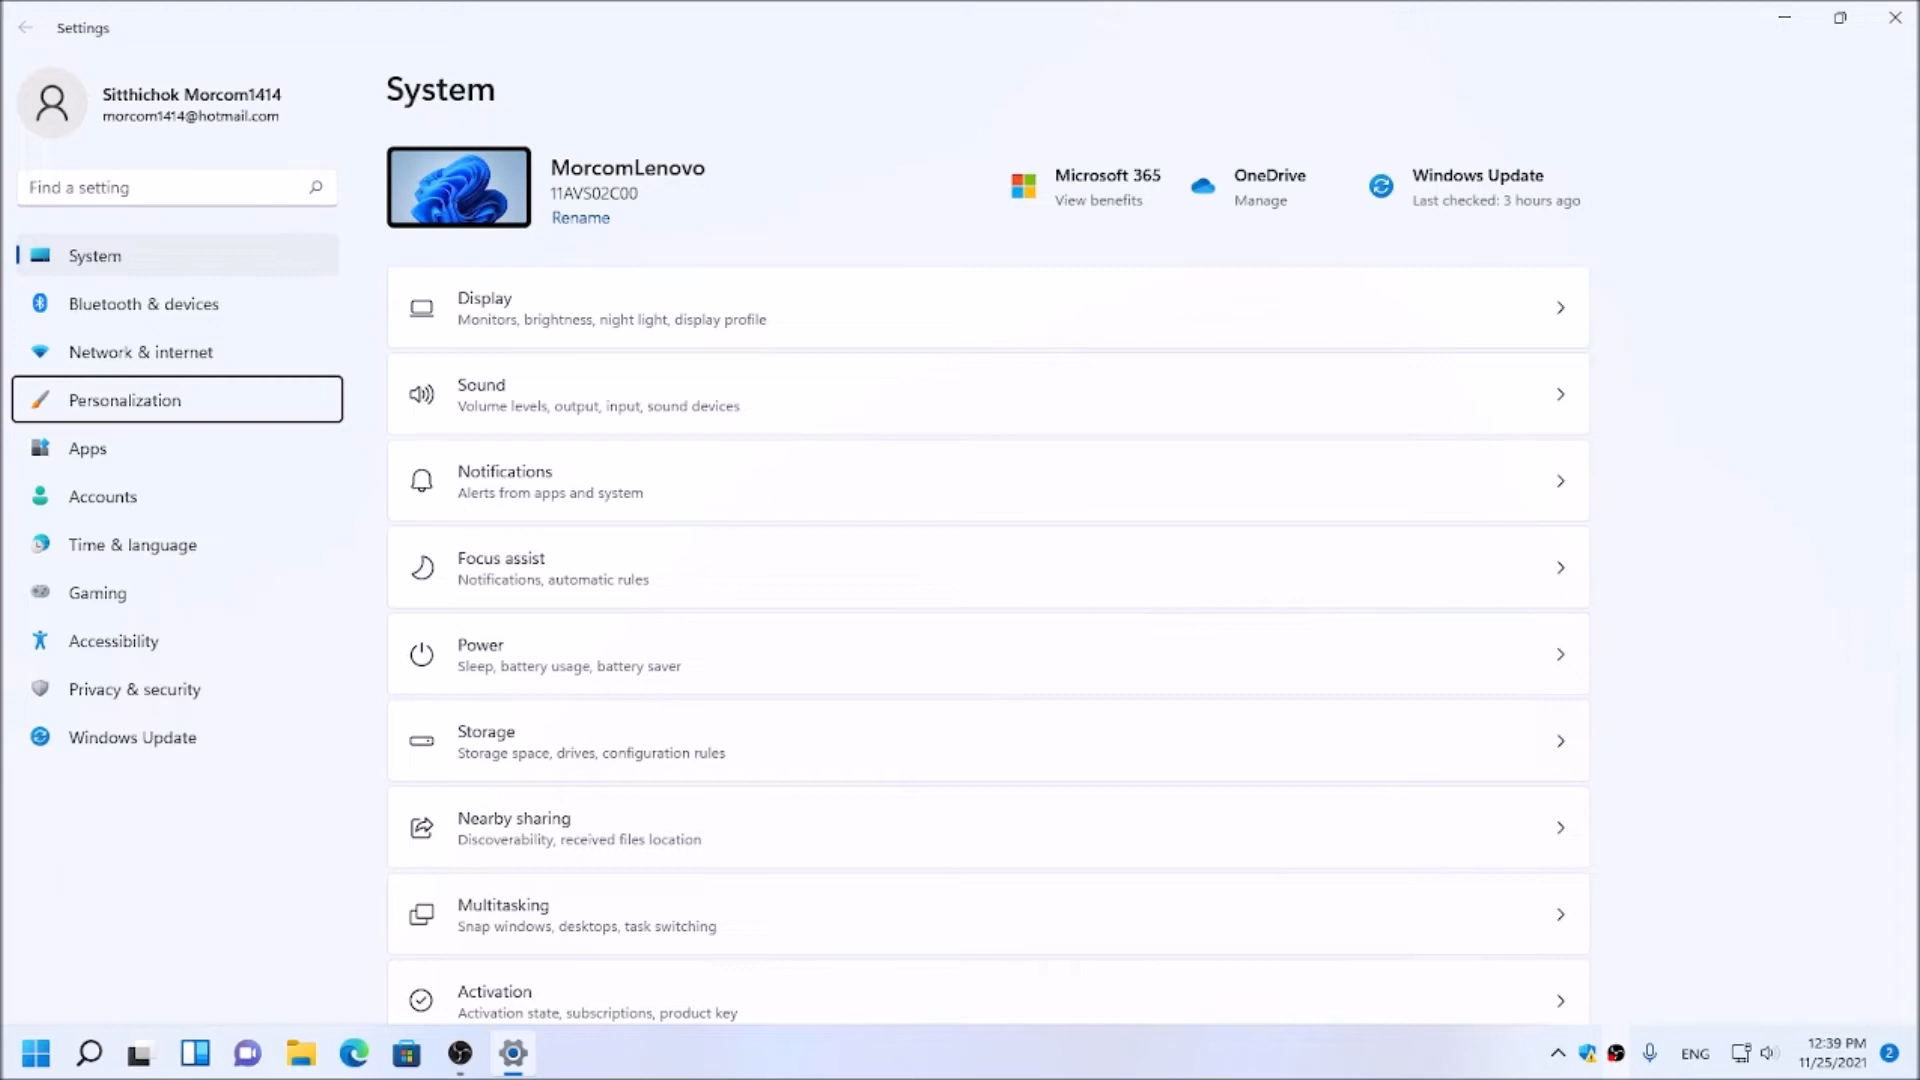 Settings
Sitthichok Morcom1414
morcom1414@hotmail.com
Find a setting
System
Bluetooth & devices
Network & internet
Personalization
Apps
Accounts
Time & language
Gaming
Accessibility
Privacy & security
Windows Update
System
MorcomLenovo
11AVS02C00
Rename
Microsoft 365
View benefits
OneDrive
Manage
Windows Update
Last checked: 3 hours ago
Display
Monitors, brightness, night light, display profile
Sound
Volume levels, output, input, sound devices
Notifications
Alerts from apps and system
Focus assist
Notifications, automatic rules
Power
Sleep, battery usage, battery saver
Storage
Storage space, drives, configuration rules
Nearby sharing
Discoverability, received files location
Multitasking
Snap windows, desktops, task switching
Activation
Activation state, subscriptions, product key
ENG
12:39 PM
11/25/2021
2